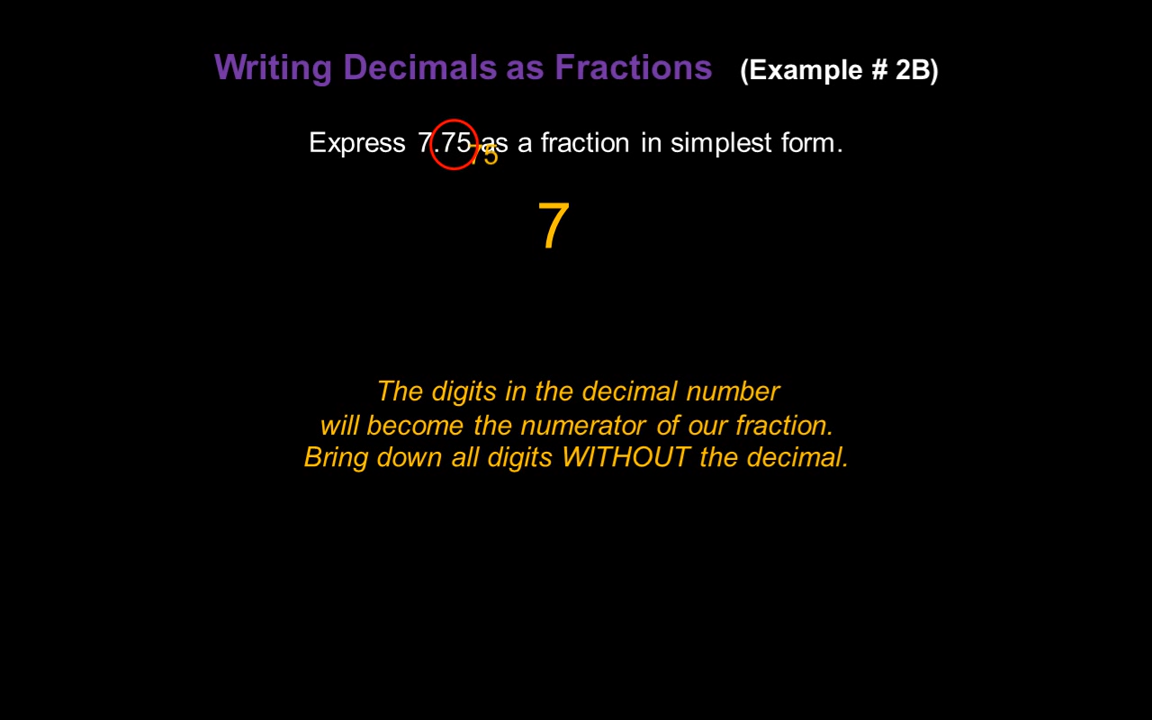 Writing Decimals as Fractions (Example # 2B)
Express 7.75 as a fraction in simplest form.
75
7
The digits in the decimal number
will become the numerator of our fraction.
Bring down all digits WITHOUT the decimal.